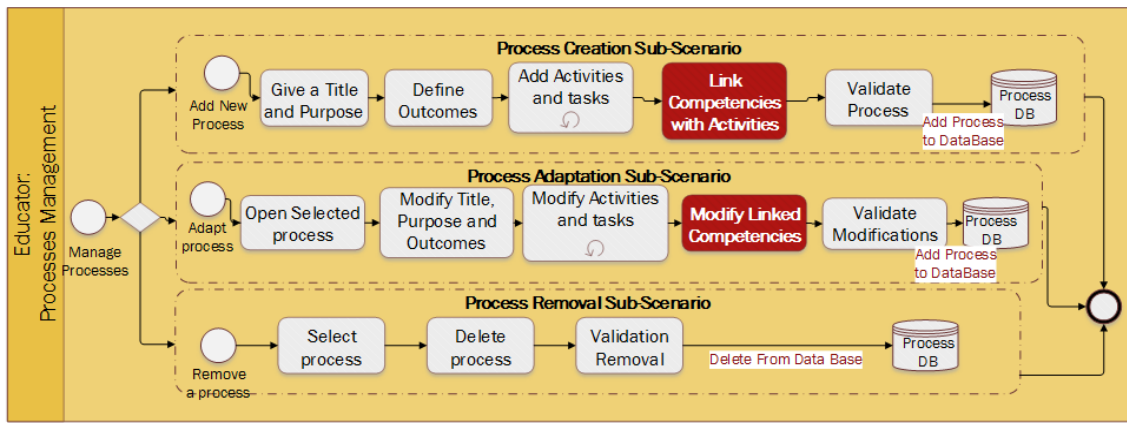 Educator:
Processes Management
Manage
Processes
Process Creation Sub-Scenario
Add New
Process
Give a Title
and Purpose
Define
Outcomes
Add Activities
and tasks
Link
Competencies
with Activities
Validate
Process
Add Process
to DataBase
Process
DB
Process Adaptation Sub-Scenario
Adapt
process
Open Selected
process
Modify Title,
Purpose and
Outcomes
Modify Activities
and tasks
Modify Linked
Competencies
Validate
Modifications
Add Process
to DataBase
Process
DB
Process Removal Sub-Scenario
Remove
a process
Select
process
Delete
process
Validation
Removal
Delete From Data Base
Process
DB